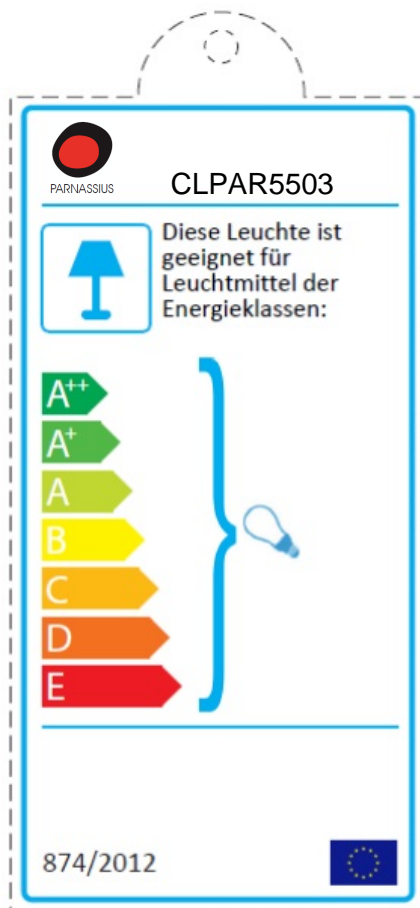 PARNASSIUS
CLPAR5503
Diese Leuchte ist
geeignet für
Leuchtmittel der
Energieklassen:
A++
A+
A
B
C
D
E
874/2012